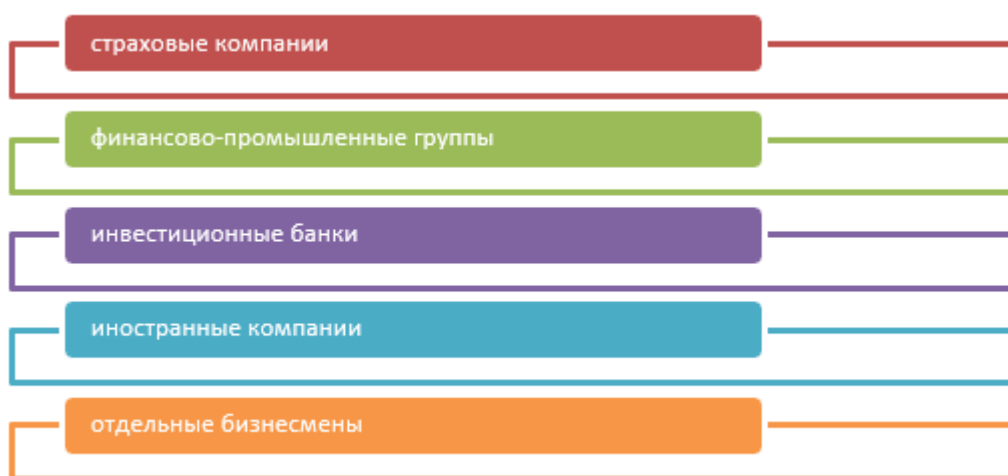 страховые компании
финансово-промышленные группы
инвестиционные банки
иностранные компании
отдельные бизнесмены